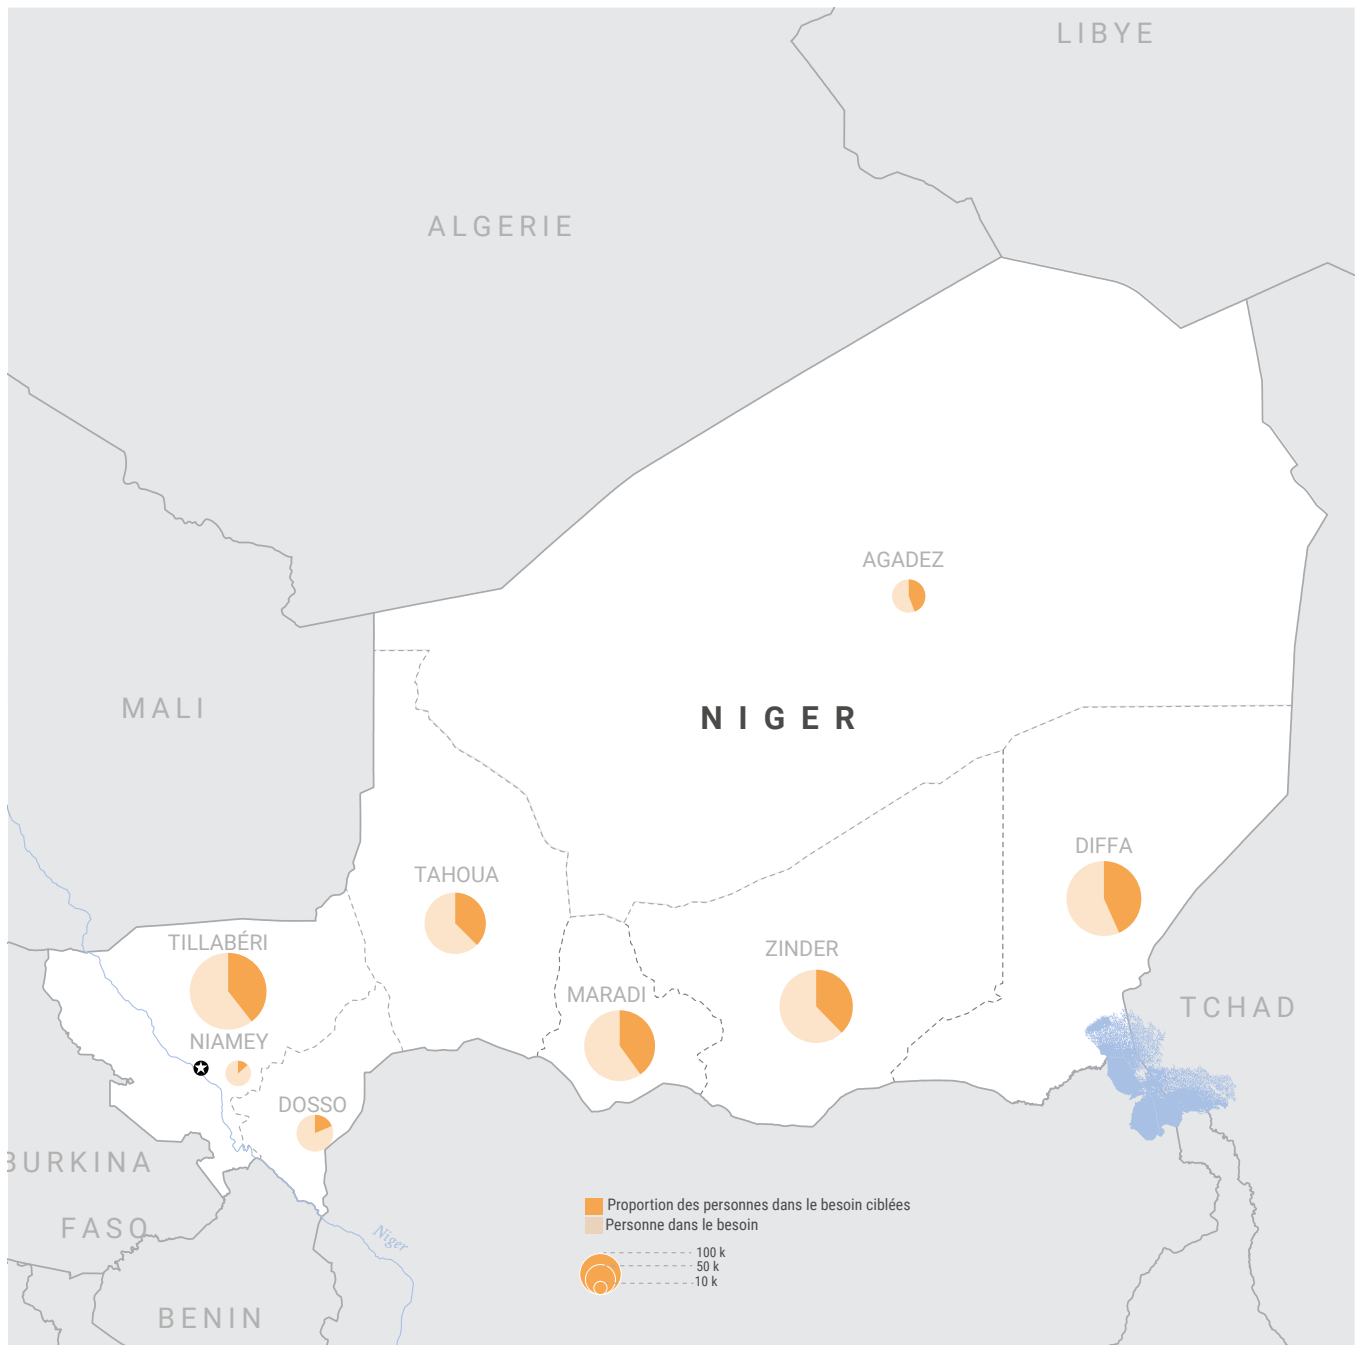 LIBYE
ALGERIE
AGADEZ
MALI
NIGER
DIFFA
TAHOUA
TILLABÉRI
ZINDER
MARADI
TCHAD
NIAMEY
DOSSO
BURKINA
FASO
Niger
BENIN
Proportion des personnes dans le besoin ciblées
Personne dans le besoin
100 k
50 k
10 k